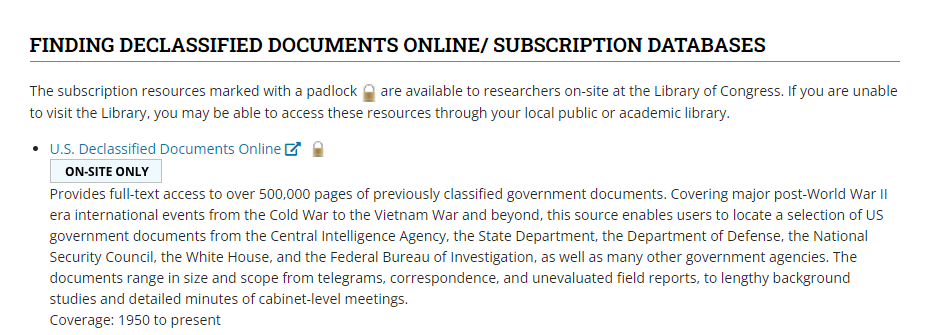 FINDING DECLASSIFIED DOCUMENTS ONLINE/ SUBSCRIPTION DATABASES
The subscription resources marked with a padlock are available to researchers on-site at the Library of Congress. If you are unable
to visit the Library, you may be able to access these resources through your local public or academic library.
• U.S. Declassified Documents Online
ON-SITE ONLY
Provides full-text access to over 500,000 pages of previously classified government documents. Covering major post-World War II
era international events from the Cold War to the Vietnam War and beyond, this source enables users to locate a selection of US
government documents from the Central Intelligence Agency, the State Department, the Department of Defense, the National
Security Council, the White House, and the Federal Bureau of Investigation, as well as many other government agencies. The
documents range in size and scope from telegrams, correspondence, and unevaluated field reports, to lengthy background
studies and detailed minutes of cabinet-level meetings.
Coverage: 1950 to present